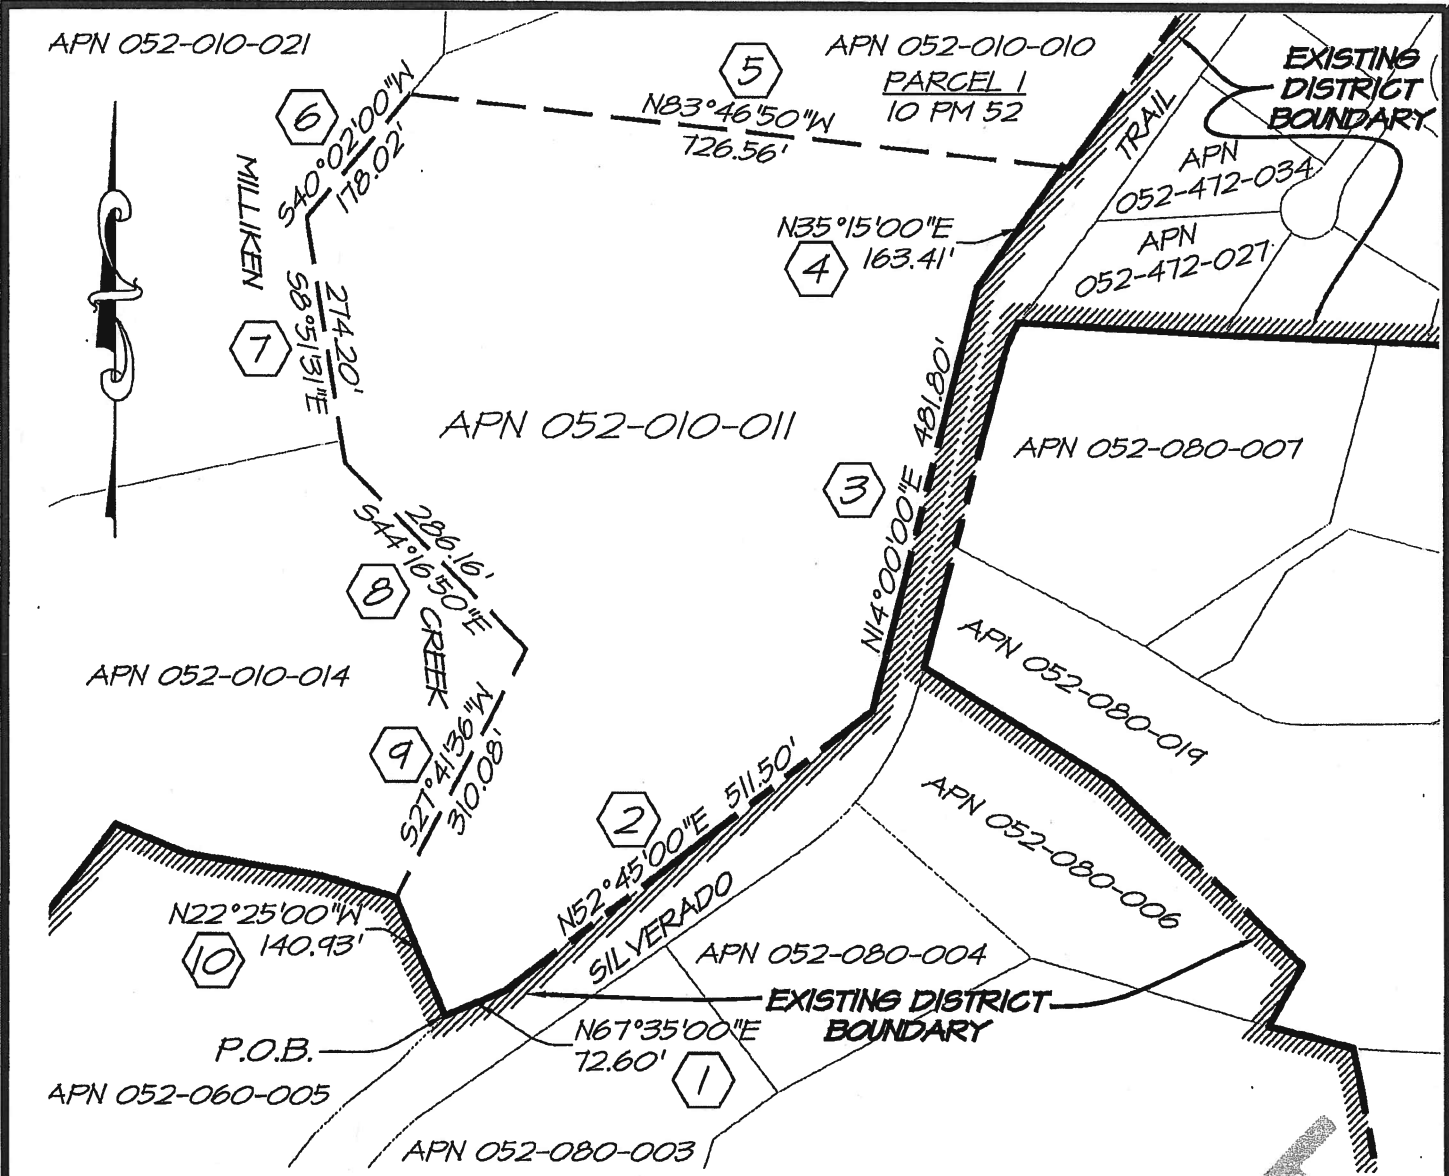 APN 052-010-021
6
S40°02'00"W
178.02'
5
N83°46'50"W
726.56'
APN 052-010-010
PARCEL 1
10 PM 52
EXISTING
DISTRICT
BOUNDARY
TRAIL
APN
052-472-034
APN
052-472-027
N35°15'00"E
163.41'
4
MILLIKEN
7
S8°51'31"E
274.20'
APN 052-010-011
481.80'
N14°00'00"E
3
APN 052-080-007
286.16'
S44°16'50"E
8
CREEK
APN 052-010-014
9
S27°41'36"W
310.08'
APN 052-080-019
APN 052-080-006
2
N52°45'00"E 511.50'
SILVERADO
N22°25'00"W
140.93'
10
APN 052-080-004
EXISTING DISTRICT
BOUNDARY
N67°35'00"E
72.60'
1
P.O.B.
APN 052-060-005
APN 052-080-003